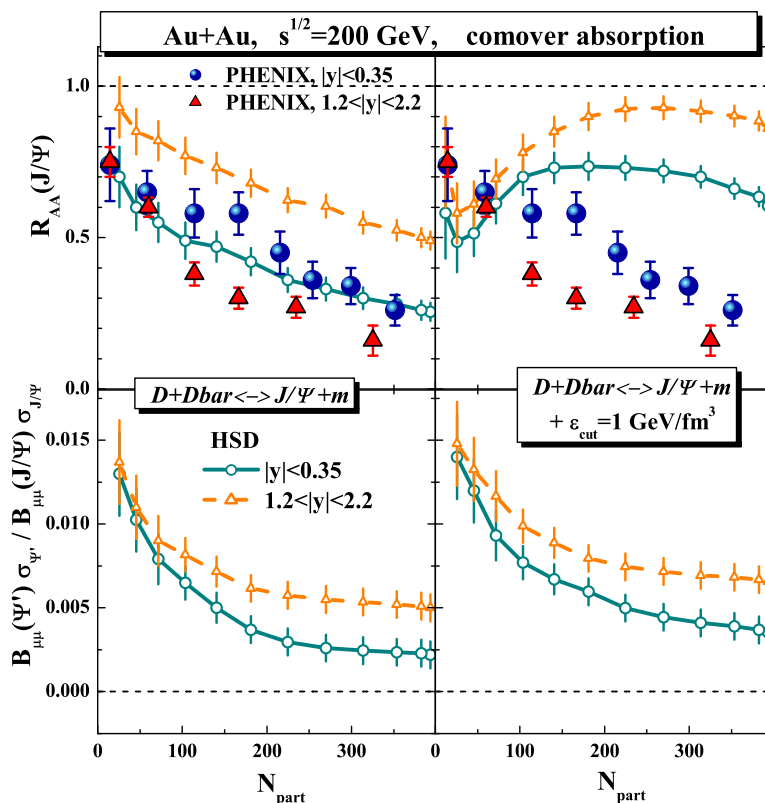 Au+Au, s^1/2=200 GeV, comover absorption
PHENIX, |y|<0.35
PHENIX, 1.2<|y|<2.2
R_AA(J/Ψ)
1.0
0.5
0.0
D+Dbar<->J/Ψ+m
D+Dbar<->J/Ψ+m
+ ε_cut=1 GeV/fm^3
HSD
|y|<0.35
1.2<|y|<2.2
B_μμ(Ψ') σ_Ψ' / B_μμ(J/Ψ) σ_J/Ψ
0.015
0.010
0.005
0.000
0 100 200 300 0 100 200 300
N_part N_part